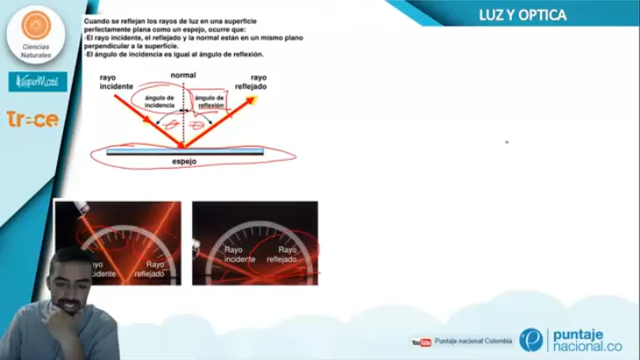 LUZ Y OPTICA
Ciencias
Naturales
Cuando se reflejan los rayos de luz en una superficie
perfectamente plana como un espejo, ocurre que:
· El rayo incidente, el reflejado y la normal están en un mismo plano
perpendicular a la superficie.
· El ángulo de incidencia es igual al ángulo de reflexión.
rayo
incidente
normal
rayo
reflejado
ángulo de
incidencia
ángulo de
reflexión
espejo
Rayo
reflejado
Rayo
incidente
Rayo
reflejado
You Tube
Puntaje nacional Colombia
puntaje
nacional.co